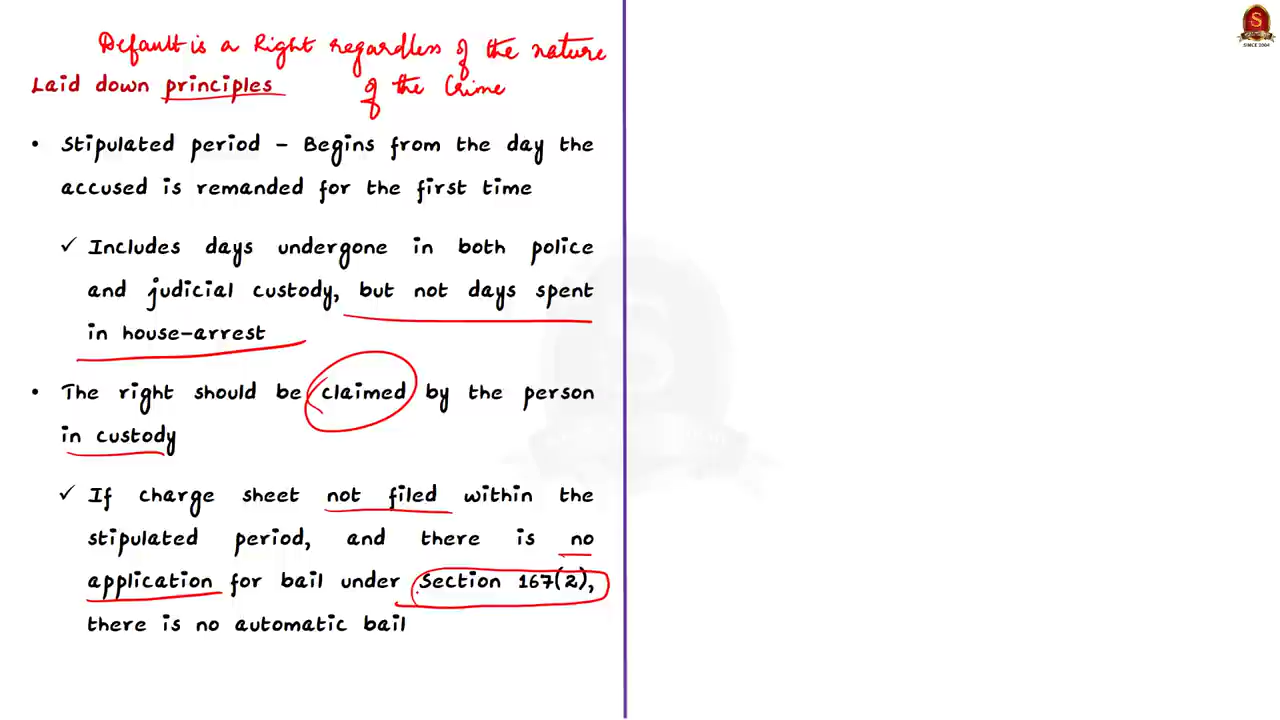 Default is a Right regardless of the nature
of the Crime
Laid down principles
• Stipulated period – Begins from the day the
accused is remanded for the first time
✓ Includes days undergone in both police
and judicial custody, but not days spent
in house-arrest
• The right should be claimed by the person
in custody
✓ If charge sheet not filed within the
stipulated period, and there is no
application for bail under Section 167(2),
there is no automatic bail
S
SINCE 2004